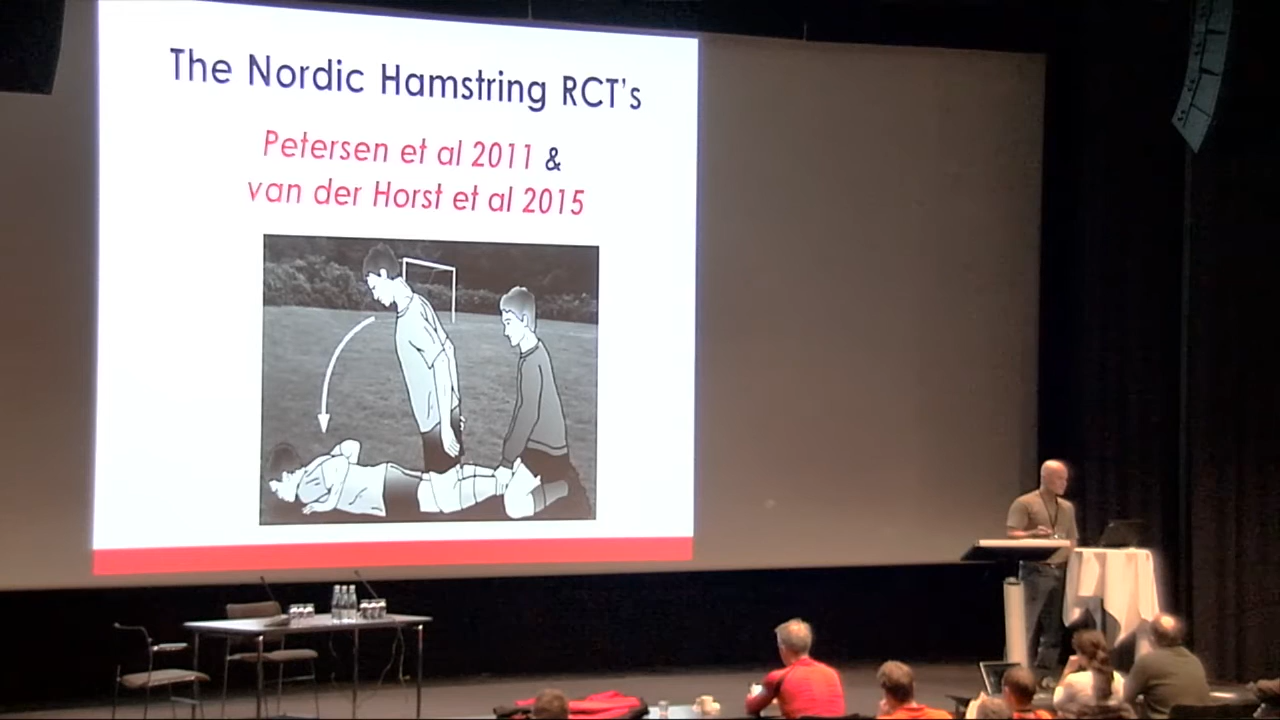 The Nordic Hamstring RCT's
Petersen et al 2011 &
van der Horst et al 2015